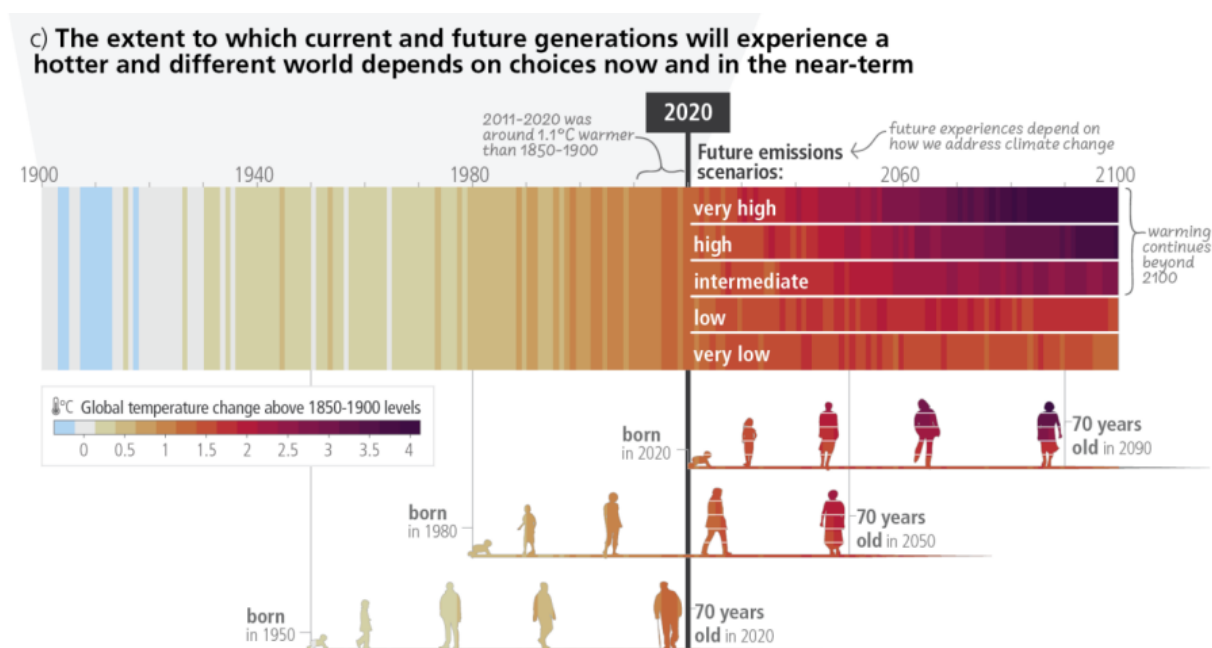 c) The extent to which current and future generations will experience a
hotter and different world depends on choices now and in the near-term
2020
2011-2020 was
around 1.1°C warmer
than 1850-1900
future experiences depend on
how we address climate change
Future emissions
scenarios:
1900
1940
1980
2060
2100
very high
high
intermediate
low
very low
warming
continues
beyond
2100
°C Global temperature change above 1850-1900 levels
0 0.5 1 1.5 2 2.5 3 3.5 4
born
in 2020
70 years
old in 2090
born
in 1980
70 years
old in 2050
born
in 1950
70 years
old in 2020